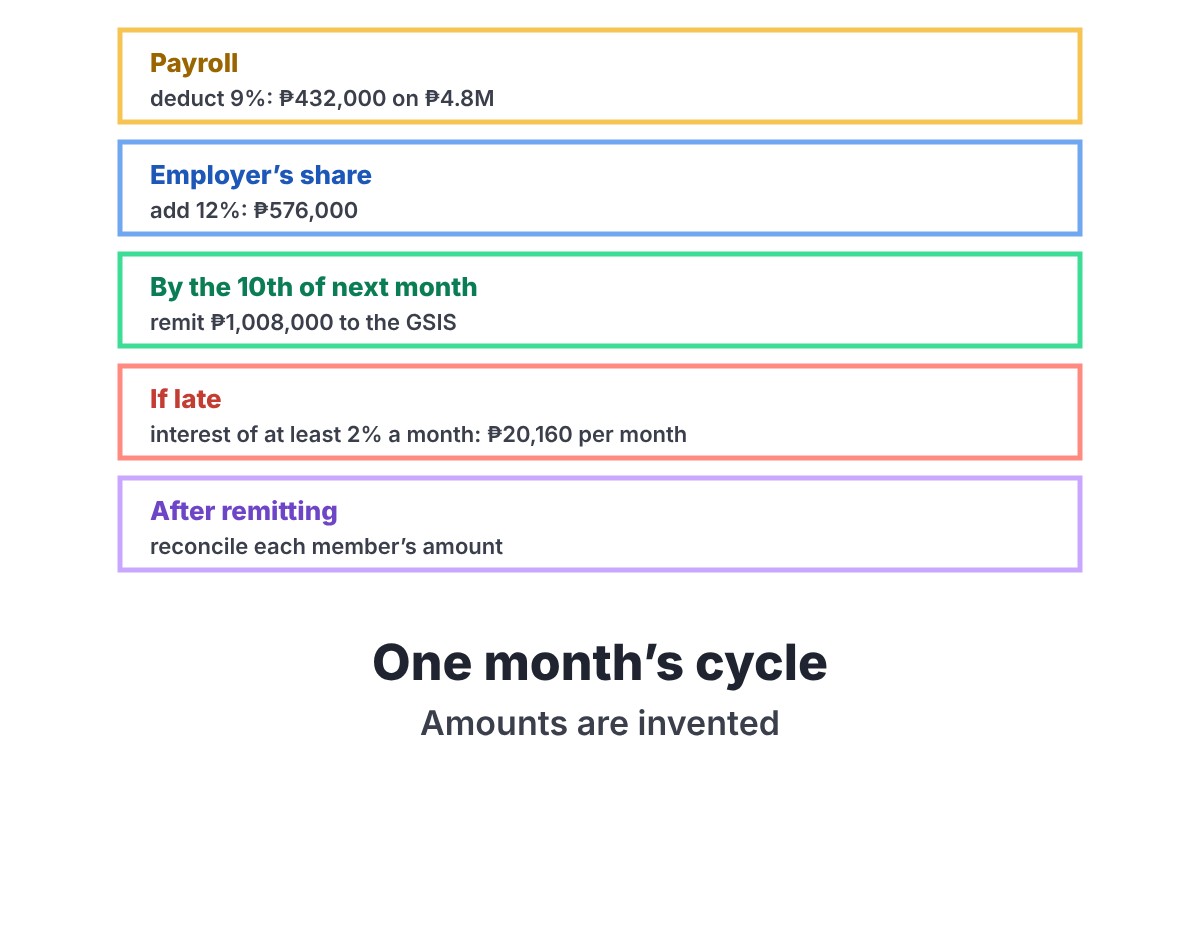 Payroll
deduct 9%: ₱432,000 on ₱4.8M
Employer’s share
add 12%: ₱576,000
By the 10th of next month
remit ₱1,008,000 to the GSIS
If late
interest of at least 2% a month: ₱20,160 per month
After remitting
reconcile each member’s amount
One month’s cycle
Amounts are invented